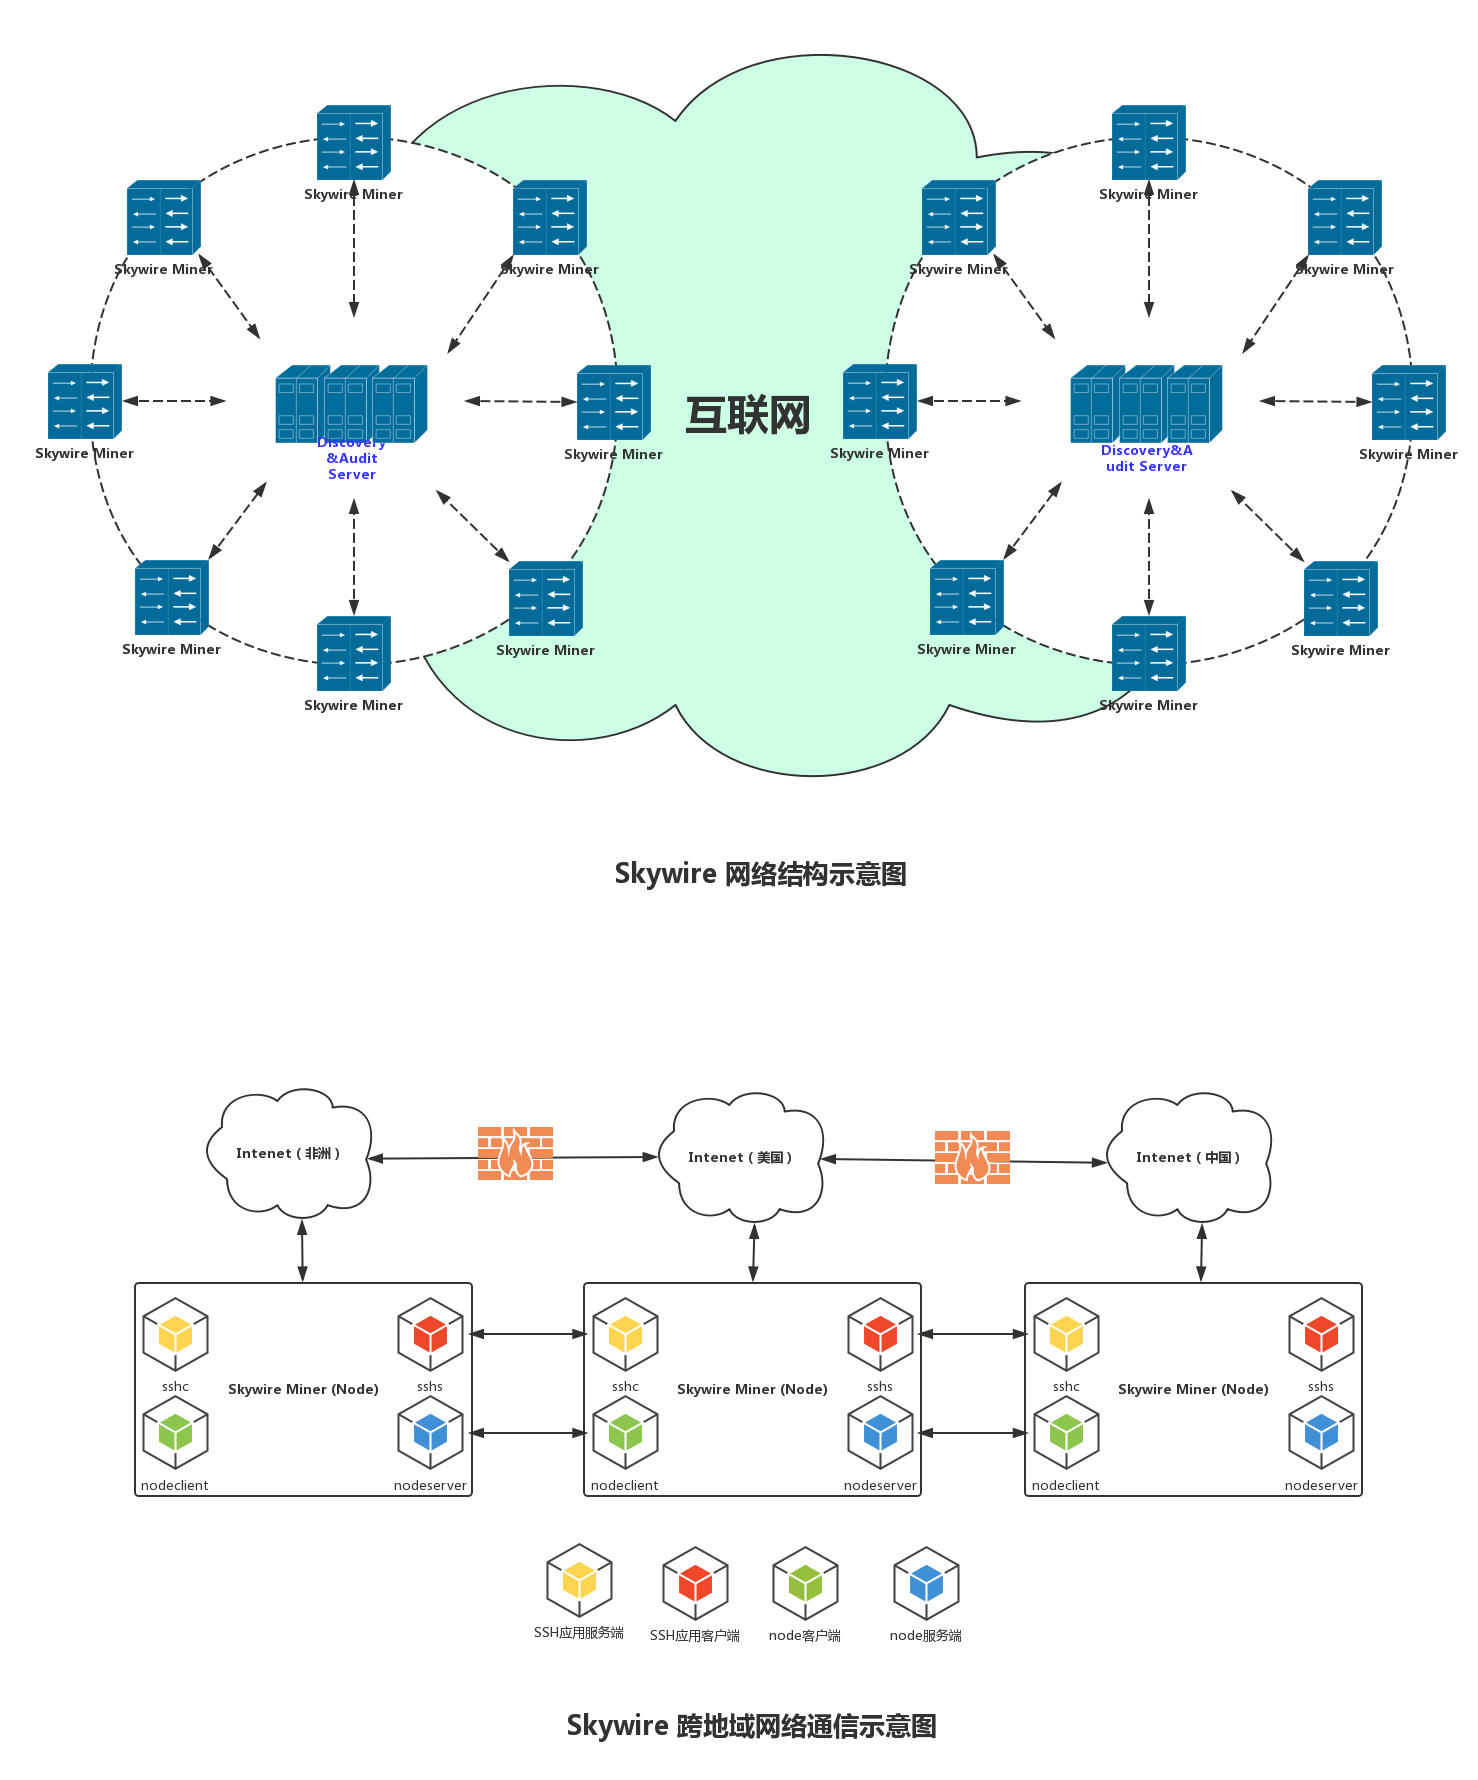 Skywire Miner
Skywire Miner
Skywire Miner
Skywire Miner
Skywire Miner
Skywire Miner
Skywire Miner
互联网
Discovery
&Audit
Server
Discovery&A
udit Server
Skywire Miner
Skywire Miner
Skywire Miner
Skywire Miner
Skywire Miner
Skywire Miner
Skywire Miner
Skywire Miner
Skywire Miner
Skywire 网络结构示意图
Intenet（非洲）
Intenet（美国）
Intenet（中国）
sshc
Skywire Miner (Node)
sshs
nodeclient
nodeserver
sshc
Skywire Miner (Node)
sshs
nodeclient
nodeserver
sshc
Skywire Miner (Node)
sshs
nodeclient
nodeserver
SSH应用服务端
SSH应用客户端
node客户端
node服务端
Skywire 跨地域网络通信示意图